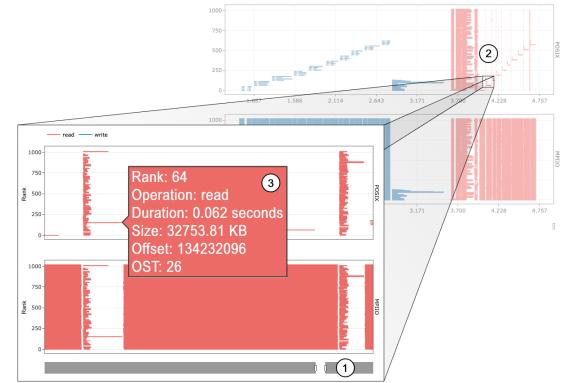 1000-
750-
500-
250-
0-
POSIX
2
1.057
1.586
2.114
2.643
3.171
3.700
4.228
4.757
1000-
MPIIO
3.171
3.700
4.228
4.757
read write
1000-
750-
500-
250-
0-
Rank
POSIX
Rank: 64
3
Operation: read
Duration: 0.062 seconds
Size: 32753.81 KB
Offset: 134232096
OST: 26
1000-
750-
500-
250-
0-
Rank
MPIIO
1